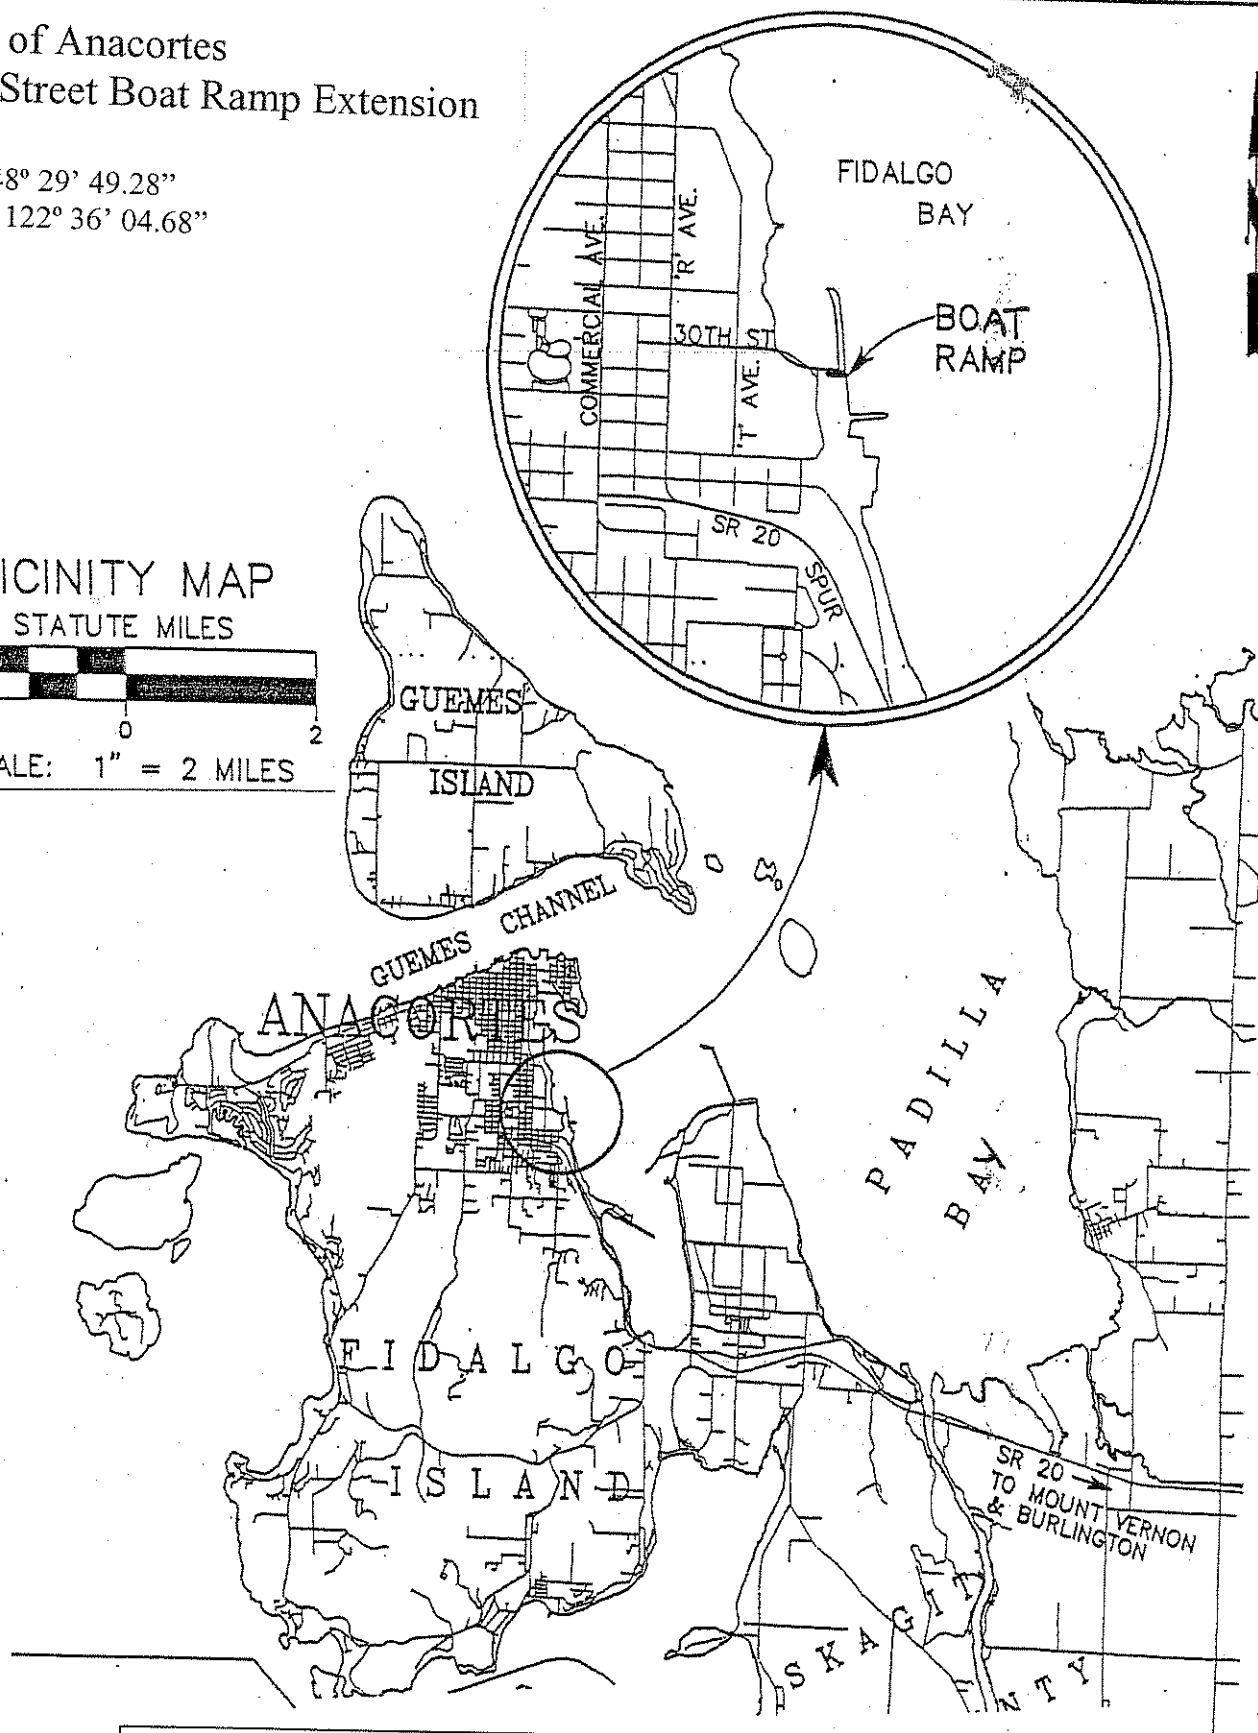 of Anacortes
Street Boat Ramp Extension
48° 29’ 49.28”
122° 36’ 04.68”
FIDALGO
BAY
COMMERCIAL AVE.
'R' AVE.
30TH ST
'T' AVE.
BOAT
RAMP
SR 20
SPUR
ICINITY MAP
STATUTE MILES
0
2
ALE: 1” = 2 MILES
GUEMES
ISLAND
GUEMES CHANNEL
ANACORTES
PADILLA
BAY
FIDALGO
ISLAND
SR 20
TO MOUNT VERNON
& BURLINGTON
SKAGIT
NTY